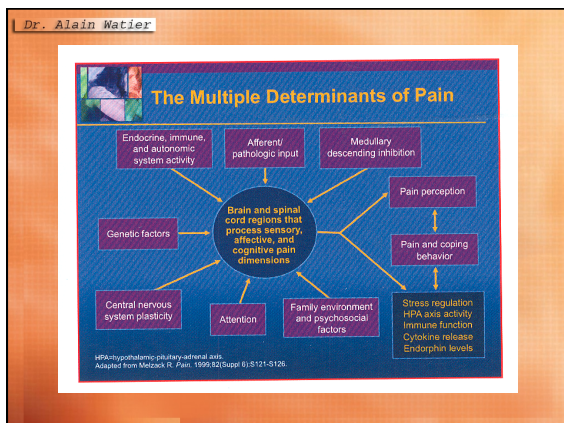 Dr. Alain Watier
The Multiple Determinants of Pain
Endocrine, immune,
and autonomic
system activity
Afferent/
pathologic input
Medullary
descending inhibition
Brain and spinal
cord regions that
process sensory,
affective, and
cognitive pain
dimensions
Pain perception
Genetic factors
Pain and coping
behavior
Central nervous
system plasticity
Attention
Family environment
and psychosocial
factors
Stress regulation
HPA axis activity
Immune function
Cytokine release
Endorphin levels
HPA=hypothalamic-pituitary-adrenal axis.
Adapted from Melzack R. Pain. 1999;82(Suppl 6):S121-S126.